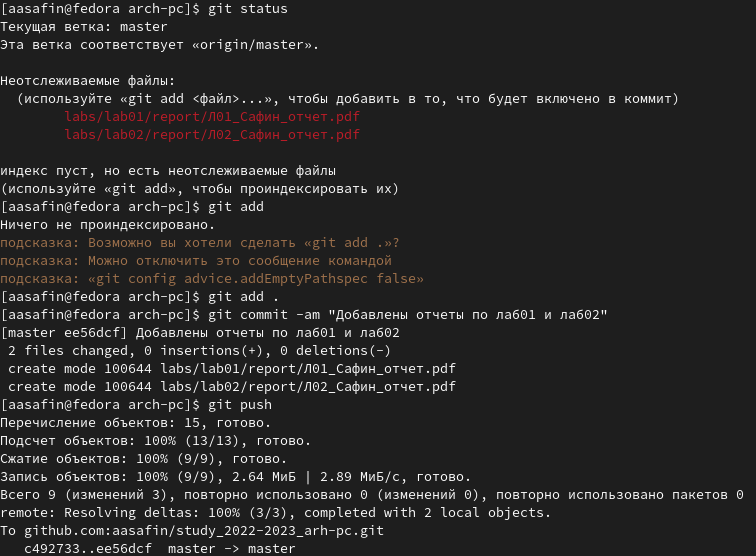 [aasafin@fedora arch-pc]$ git status
Текущая ветка: master
Эта ветка соответствует «origin/master».

Неотслеживаемые файлы:
  (используйте «git add <файл>...», чтобы добавить в то, что будет включено в коммит)
        labs/lab01/report/Л01_Сафин_отчет.pdf
        labs/lab02/report/Л02_Сафин_отчет.pdf

индекс пуст, но есть неотслеживаемые файлы
(используйте «git add», чтобы проиндексировать их)
[aasafin@fedora arch-pc]$ git add
Ничего не проиндексировано.
подсказка: Возможно вы хотели сделать «git add .»?
подсказка: Можно отключить это сообщение командой
подсказка: «git config advice.addEmptyPathspec false»
[aasafin@fedora arch-pc]$ git add .
[aasafin@fedora arch-pc]$ git commit -am "Добавлены отчеты по ла601 и ла602"
[master ee56dcf] Добавлены отчеты по ла601 и ла602
 2 files changed, 0 insertions(+), 0 deletions(-)
 create mode 100644 labs/lab01/report/Л01_Сафин_отчет.pdf
 create mode 100644 labs/lab02/report/Л02_Сафин_отчет.pdf
[aasafin@fedora arch-pc]$ git push
Перечисление объектов: 15, готово.
Подсчет объектов: 100% (13/13), готово.
Сжатие объектов: 100% (9/9), готово.
Запись объектов: 100% (9/9), 2.64 МиБ | 2.89 МиБ/с, готово.
Всего 9 (изменений 3), повторно использовано 0 (изменений 0), повторно использовано пакетов 0
remote: Resolving deltas: 100% (3/3), completed with 2 local objects.
To github.com:aasafin/study_2022-2023_arh-pc.git
   c492733..ee56dcf  master -> master